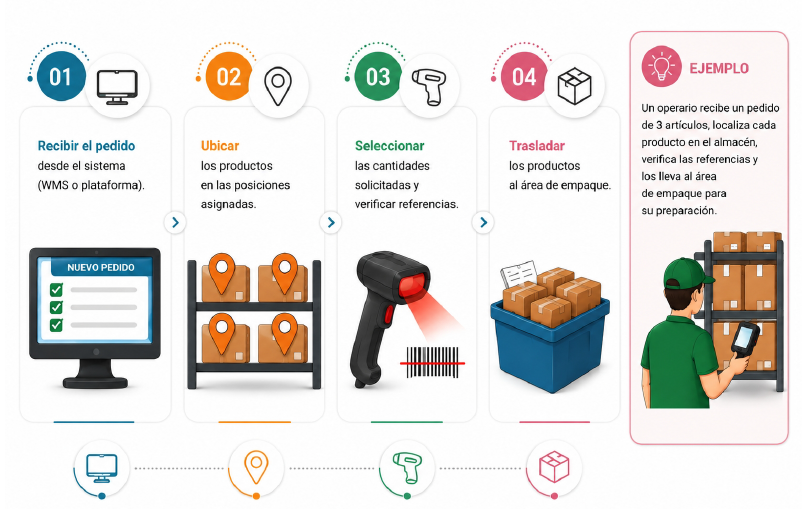 01
Recibir el pedido
desde el sistema
(WMS o plataforma).
NUEVO PEDIDO
02
Ubicar
los productos
en las posiciones
asignadas.
03
Seleccionar
las cantidades
solicitadas y
verificar referencias.
04
Trasladar
los productos
al área de empaque.
EJEMPLO
Un operario recibe un pedido
de 3 artículos, localiza cada
producto en el almacén,
verifica las referencias y
los lleva al área
de empaque para
su preparación.